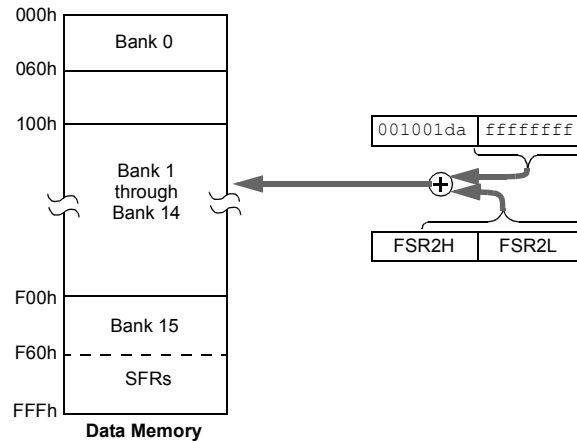 000h
Bank 0
060h
100h
Bank 1
through
Bank 14
F00h
Bank 15
F60h
SFRs
FFFh
Data Memory
001001da ffffffff
FSR2H FSR2L